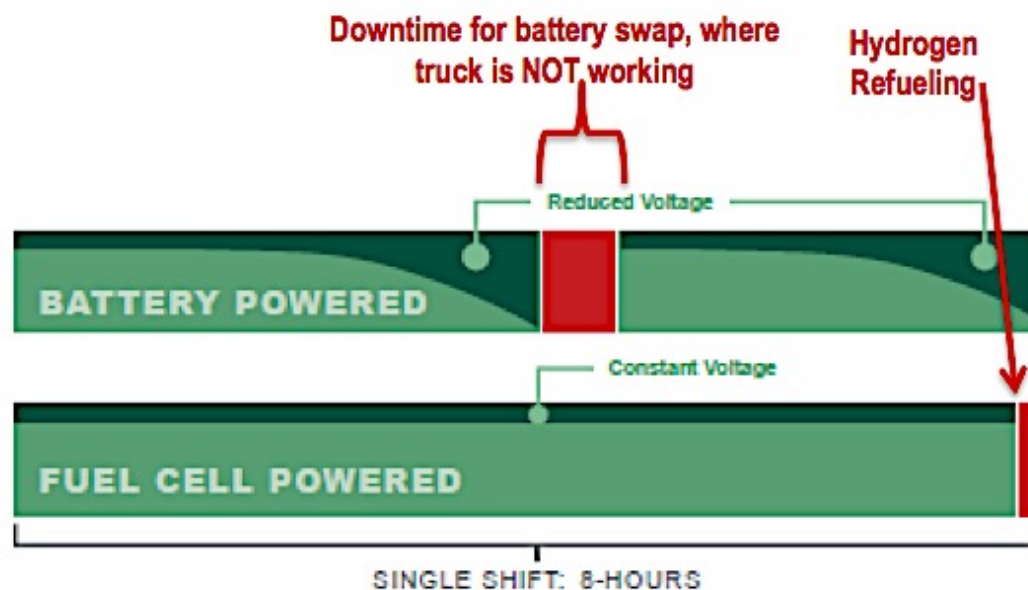 Downtime for battery swap, where
truck is NOT working
Hydrogen
Refueling
Reduced Voltage
BATTERY POWERED
Constant Voltage
FUEL CELL POWERED
SINGLE SHIFT: 8-HOURS